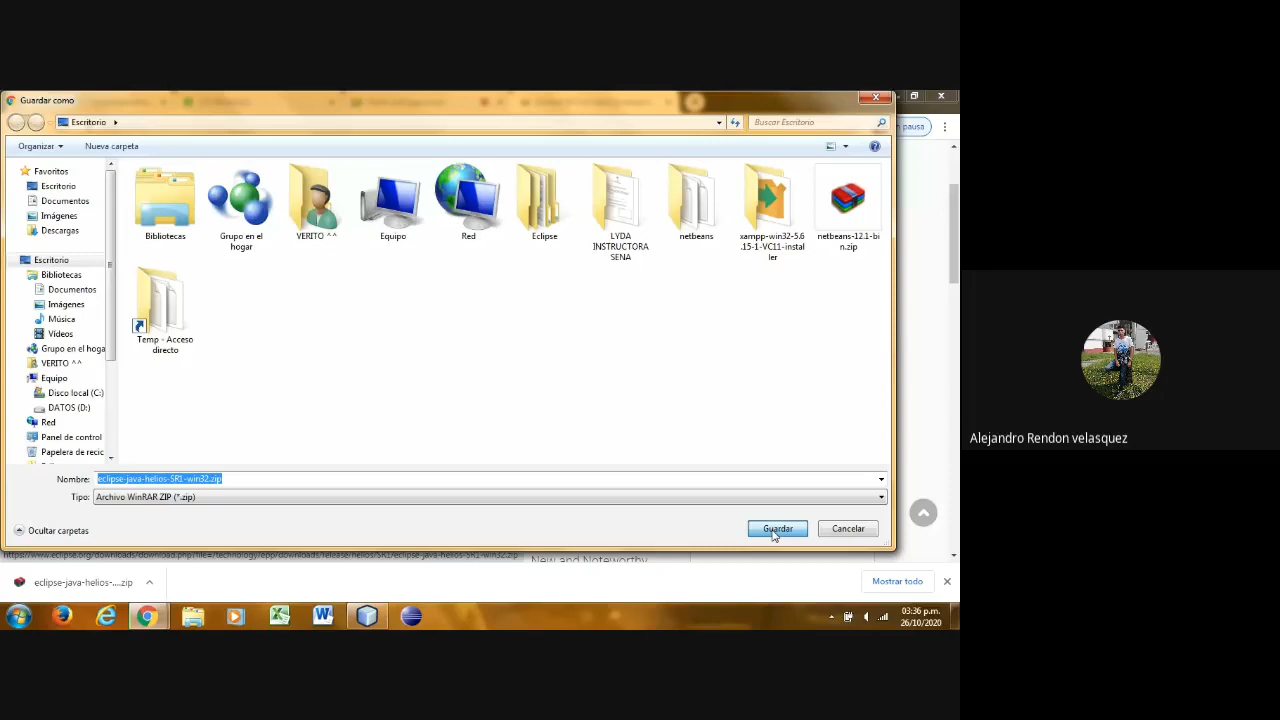 Guardar como
Escritorio
Buscar Escritorio
n pausa
Organizar
Nueva carpeta
Favoritos
Escritorio
Documentos
Imágenes
Descargas
Escritorio
Bibliotecas
Documentos
Imágenes
Música
Vídeos
Grupo en el hoga
VERITO ^^
Equipo
Disco local (C:)
DATOS (D:)
Red
Panel de control
Papelera de recic
Bibliotecas
Grupo en el
hogar
VERITO ^^
Equipo
Red
Eclipse
LYDA
INSTRUCTORA
SENA
netbeans
xampp-win32-5.6
.15-1-VC11-instal
ler
netbeans-12.1-bi
n.zip
Temp - Acceso
directo
Nombre: eclipse-java-helios-SR1-win32.zip
Tipo: Archivo WinRAR ZIP (*.zip)
Ocultar carpetas
Guardar
Cancelar
https://www.eclipse.org/downloads/download.php?file=/technology/epp/downloads/release/helios/SR1/eclipse-java-helios-SR1-win32.zip
New and Noteworthy
eclipse-java-helios-....zip
Mostrar todo
03:36 p.m.
26/10/2020
Alejandro Rendon velasquez